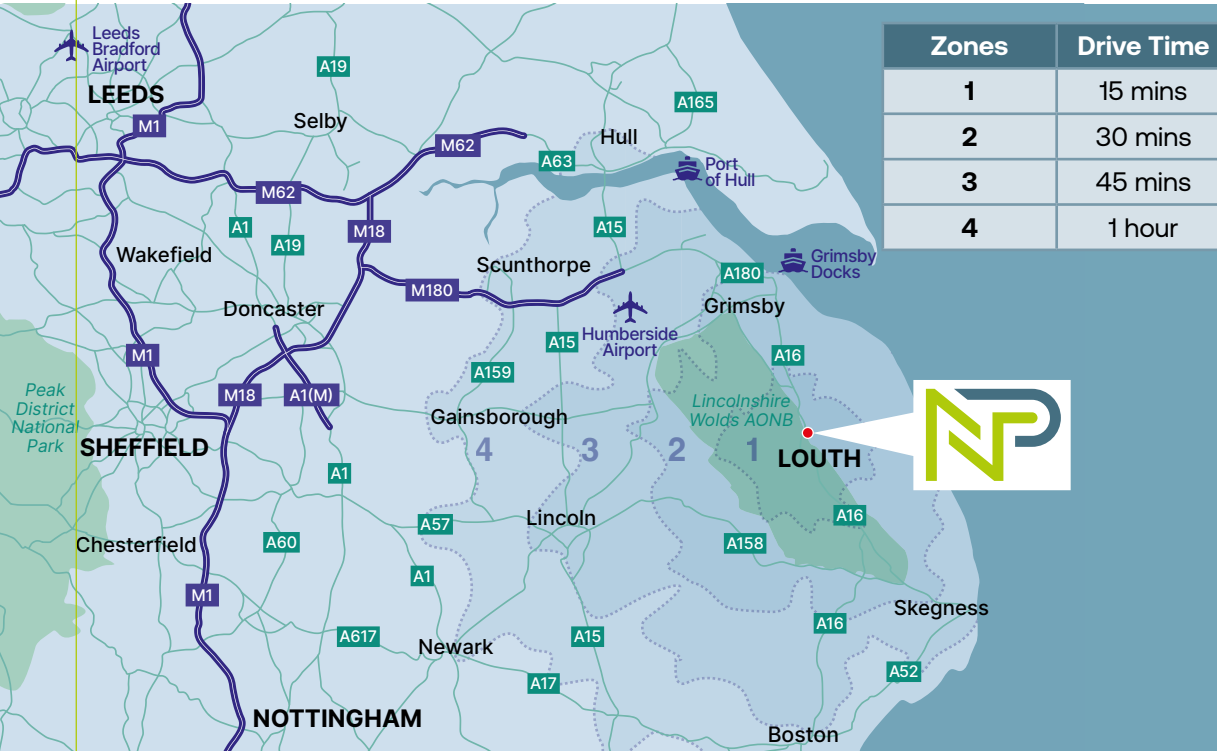 Leeds
Bradford
Airport
LEEDS
A19
Zones Drive Time
1 15 mins
2 30 mins
3 45 mins
4 1 hour
A165
Selby
M1
M62
Hull
A63
Port
of Hull
M62
A1
A19
M18
A15
Wakefield
Scunthorpe
A180
Grimsby
Docks
M180
Doncaster
Grimsby
Humberside
Airport
A15
M1
A16
A159
Peak
District
National
Park
M18
A1(M)
Lincolnshire
Wolds AONB
NP
Gainsborough
SHEFFIELD
4
3
2
1
LOUTH
A1
A57
Lincoln
A16
Chesterfield
A60
A158
A1
M1
Skegness
A617
Newark
A15
A16
A17
A52
NOTTINGHAM
Boston